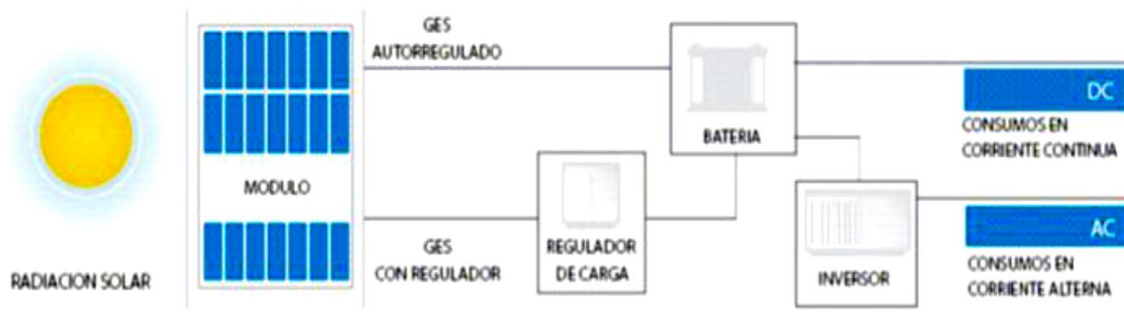 RADIACION SOLAR
MODULO
GES
AUTORREGULADO
GES
CON REGULADOR
REGULADOR
DE CARGA
BATERIA
INVERSOR
DC
CONSUMOS EN
CORRIENTE CONTINUA
AC
CONSUMOS EN
CORRIENTE ALTERNA